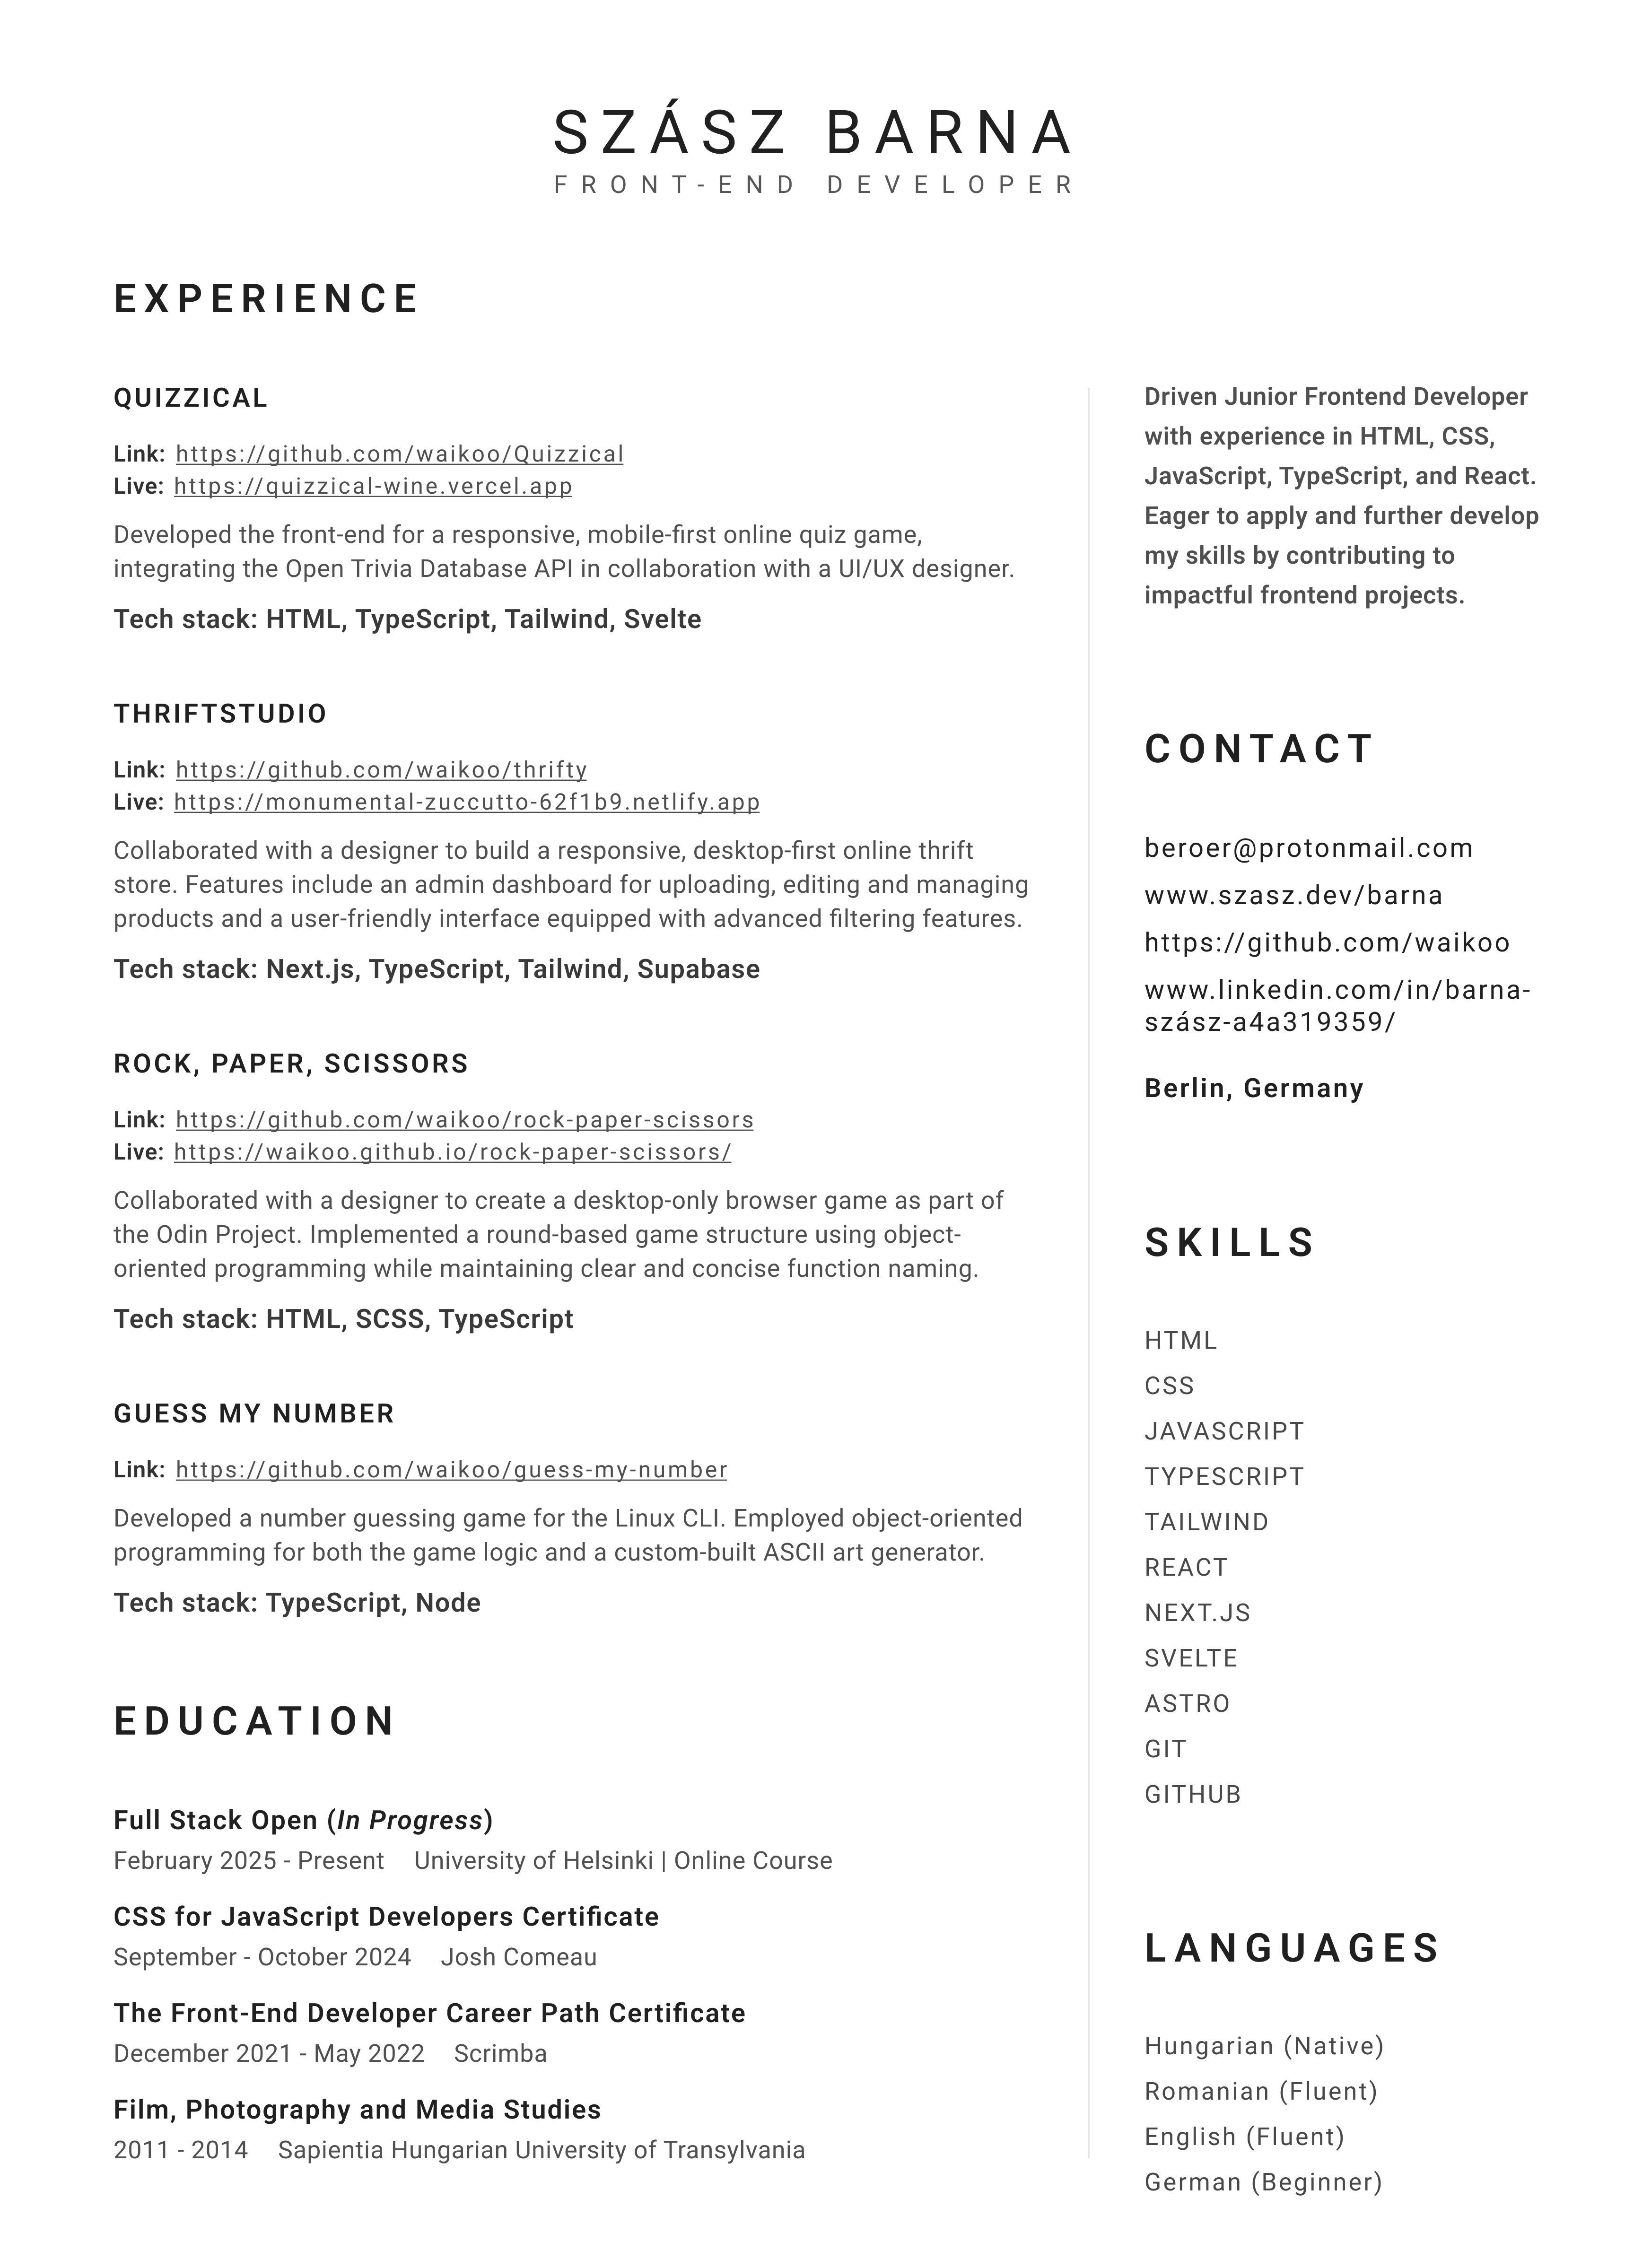 SZÁSZ BARNA
FRONT-END DEVELOPER
EXPERIENCE
QUIZZICAL
Link: https://github.com/waikoo/Quizzical
Live: https://quizzical-wine.vercel.app
Developed the front-end for a responsive, mobile-first online quiz game,
integrating the Open Trivia Database API in collaboration with a UI/UX designer.
Tech stack: HTML, TypeScript, Tailwind, Svelte
THRIFTSTUDIO
Link: https://github.com/waikoo/thrifty
Live: https://monumental-zuccutto-62f1b9.netlify.app
Collaborated with a designer to build a responsive, desktop-first online thrift
store. Features include an admin dashboard for uploading, editing and managing
products and a user-friendly interface equipped with advanced filtering features.
Tech stack: Next.js, TypeScript, Tailwind, Supabase
ROCK, PAPER, SCISSORS
Link: https://github.com/waikoo/rock-paper-scissors
Live: https://waikoo.github.io/rock-paper-scissors/
Collaborated with a designer to create a desktop-only browser game as part of
the Odin Project. Implemented a round-based game structure using object-
oriented programming while maintaining clear and concise function naming.
Tech stack: HTML, SCSS, TypeScript
GUESS MY NUMBER
Link: https://github.com/waikoo/guess-my-number
Developed a number guessing game for the Linux CLI. Employed object-oriented
programming for both the game logic and a custom-built ASCII art generator.
Tech stack: TypeScript, Node
EDUCATION
Full Stack Open (In Progress)
February 2025 - Present University of Helsinki | Online Course
CSS for JavaScript Developers Certificate
September - October 2024 Josh Comeau
The Front-End Developer Career Path Certificate
December 2021 - May 2022 Scrimba
Film, Photography and Media Studies
2011 - 2014 Sapientia Hungarian University of Transylvania
Driven Junior Frontend Developer
with experience in HTML, CSS,
JavaScript, TypeScript, and React.
Eager to apply and further develop
my skills by contributing to
impactful frontend projects.
CONTACT
beroer@protonmail.com
www.szasz.dev/barna
https://github.com/waikoo
www.linkedin.com/in/barna-
szász-a4a319359/
Berlin, Germany
SKILLS
HTML
CSS
JAVASCRIPT
TYPESCRIPT
TAILWIND
REACT
NEXT.JS
SVELTE
ASTRO
GIT
GITHUB
LANGUAGES
Hungarian (Native)
Romanian (Fluent)
English (Fluent)
German (Beginner)